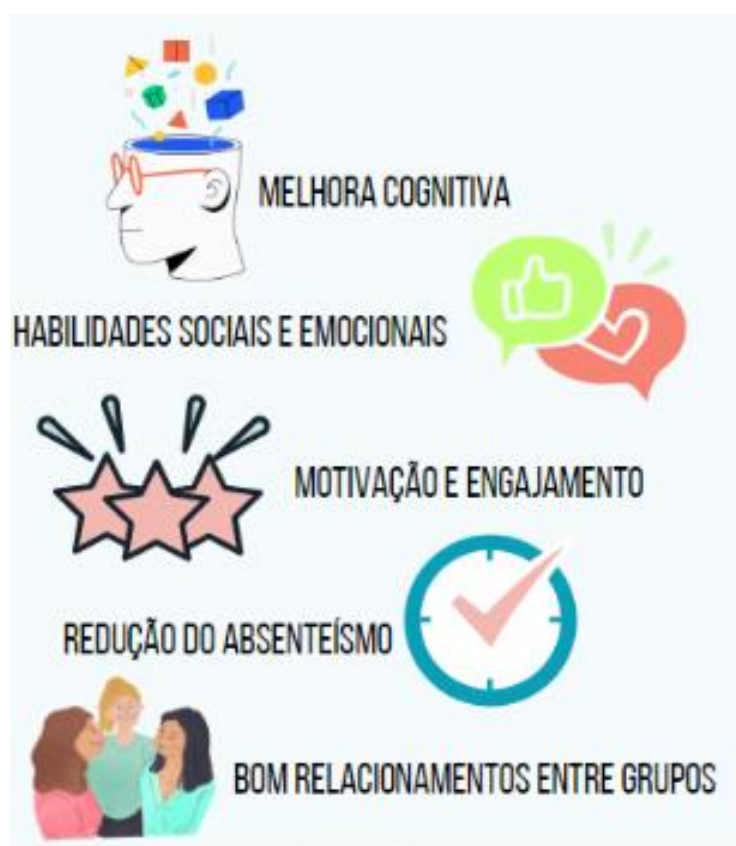 MELHORA COGNITIVA
HABILIDADES SOCIAIS E EMOCIONAIS
MOTIVAÇÃO E ENGAJAMENTO
REDUÇÃO DO ABSENTEÍSMO
BOM RELACIONAMENTOS ENTRE GRUPOS